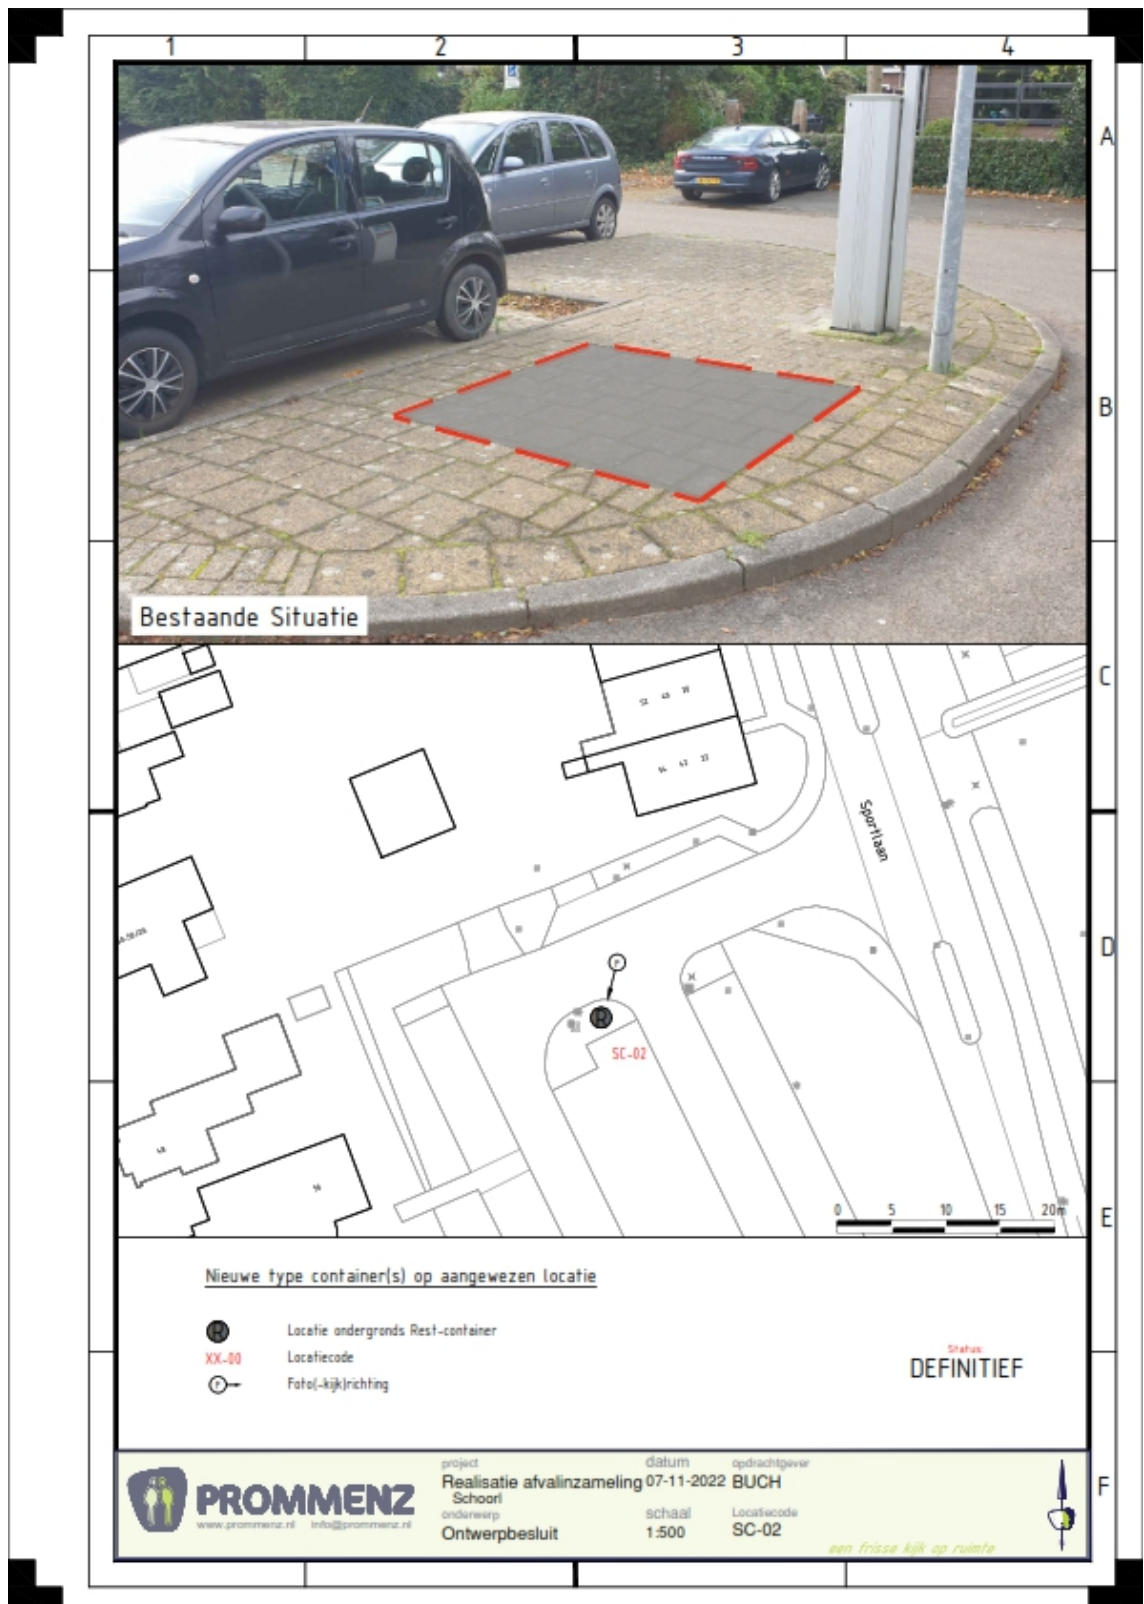 1 2 3 4
A
B
Bestaande Situatie
C
Sportlaan
D
SC-02
0 5 10 15 20m
E
Nieuwe type container(s) op aangewezen locatie
R Locatie ondergronds Rest-container
XX-00 Locatiecode
F Foto(-kijk)richting
Status:
DEFINITIEF
F
PROMMENZ
www.prommenz.nl info@prommenz.nl
project datum opdrachtgever
Realisatie afvalinzameling 07-11-2022 BUCH
Schoorl
onderwerp schaal Locatiecode
Ontwerpbesluit 1:500 SC-02
een frisse kijk op ruimte